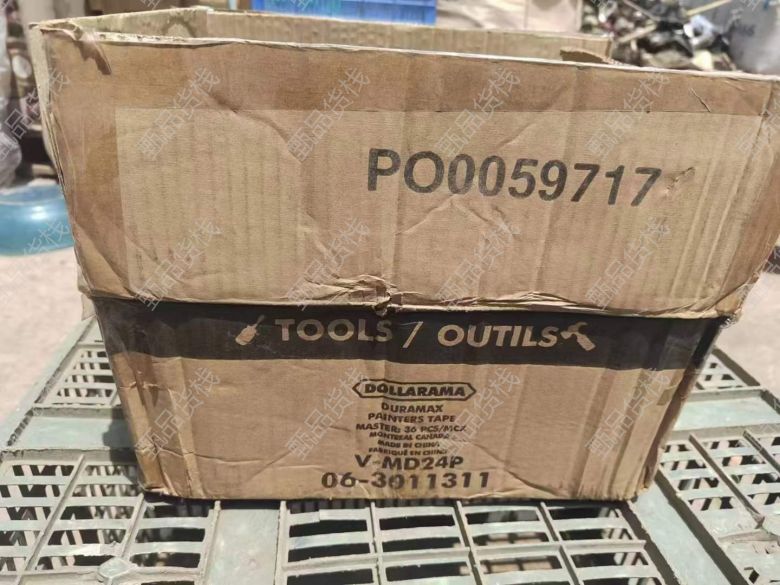 PO0059717
TOOLS / OUTILS
DOLLARAMA
DURAMAX
PAINTERS TAPE
MASTER: 36 PCS/MCX
MONTREAL CANADA
MADE IN CHINA
FABRIQUÉ EN CHINE
V-MD24P
06-3011311
甄品货栈